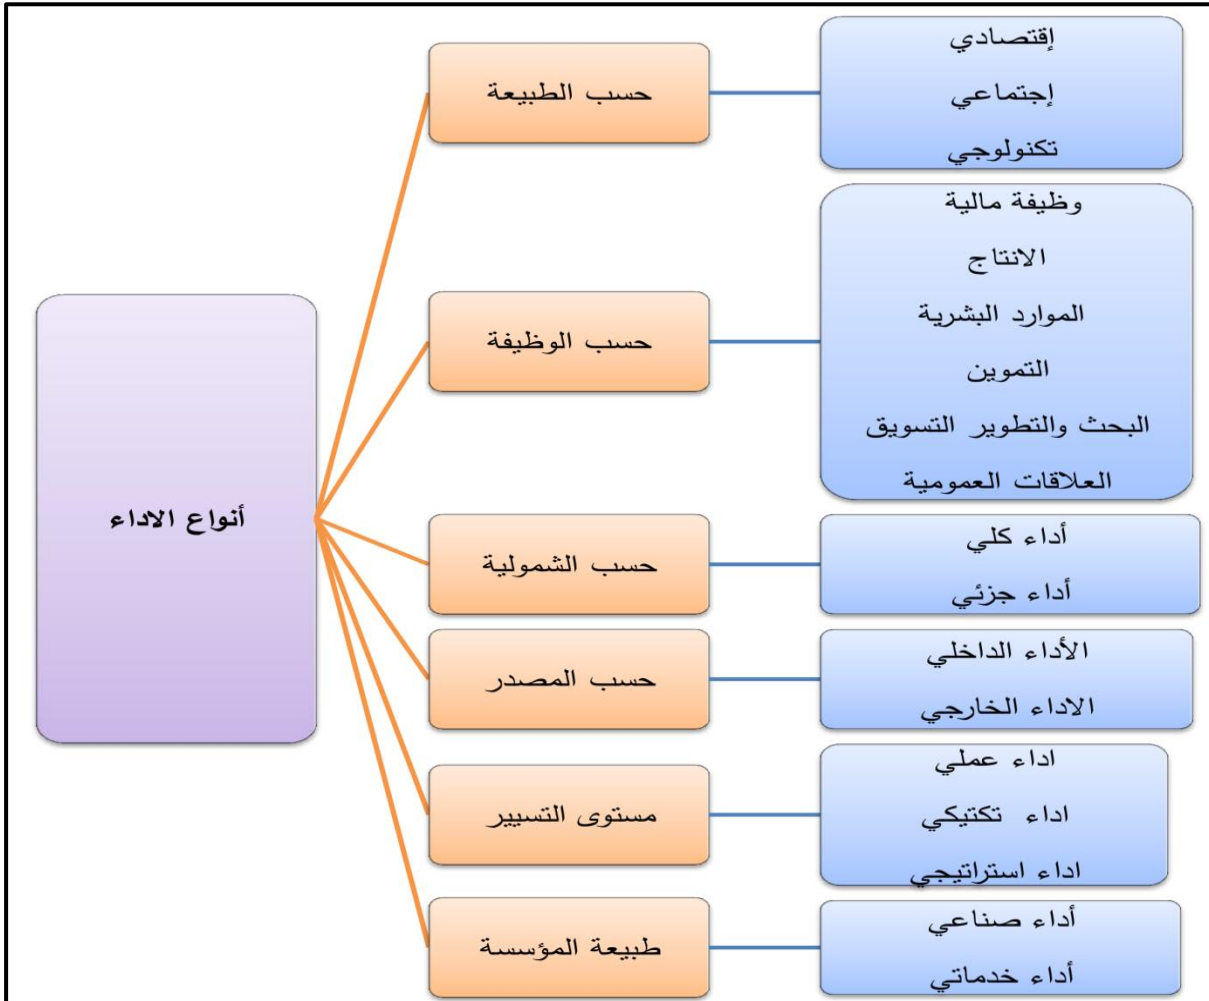 أنواع الاداء
حسب الطبيعة
إقتصادي
إجتماعي
تكنولوجي
حسب الوظيفة
وظيفة مالية
الانتاج
الموارد البشرية
التموين
البحث والتطوير التسويق
العلاقات العمومية
حسب الشمولية
أداء كلي
أداء جزئي
حسب المصدر
الأداء الداخلي
الاداء الخارجي
مستوى التسيير
اداء عملي
اداء تكتيكي
اداء استراتيجي
طبيعة المؤسسة
أداء صناعي
أداء خدماتي